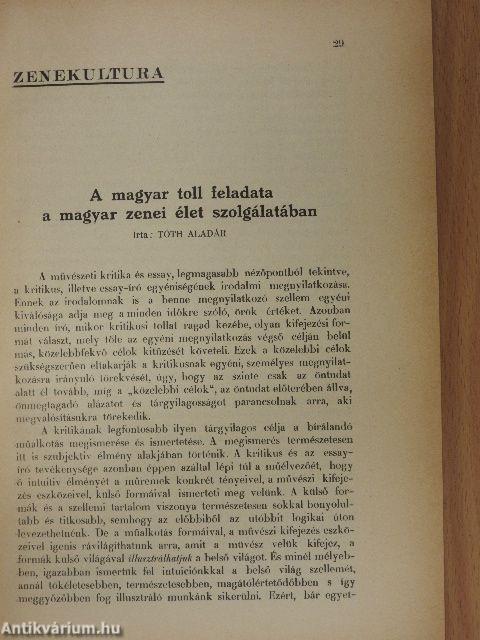 29
ZENEKULTURA
A magyar toll feladata
a magyar zenei élet szolgálatában
Irta: TÓTH ALADÁR
A művészeti kritika és essay, legmagasabb nézőpontból tekintve,
a kritikus, illetve essay-író egyéniségének irodalmi megnyilatkozása.
Ennek az irodalomnak is a benne megnyilatkozó szellem egyéni
kiválósága adja meg a minden időkre szóló, örök értéket. Azonban
minden író, mikor kritikusi tollat ragad kezébe, olyan kifejezési for-
mát választ, mely tőle az egyéni megnyilatkozás végső célján belül
más, közelebbfekvő célok kitűzését követeli. Ezek a közelebbi célok
szükségszerűen eltakarják a kritikusnak egyéni, személyes megnyilat-
kozásra irányuló törekvését, úgy, hogy az szinte csak az öntudat
alatt él tovább, míg a „közelebbi célok“, az öntudat előterében állva,
önmegtagadó alázatot és tárgyilagosságot parancsolnak arra, aki
megvalósításukra törekedik.
A kritikának legfontosabb ilyen tárgyilagos célja a bírálandó
műalkotás megismerése és ismertetése. A megismerés természetesen
itt is szubjektív élmény alakjában történik. A kritikus és az essay-
író tevékenysége azonban éppen azáltal lépi túl a műélvezőét, hogy
ő intuitív élményét a műremek konkrét tényeivel, a művészi kifeje-
zés eszközeivel, külső formáival ismerteti meg velünk. A külső for-
mák és a szellemi tartalom viszonya természetesen sokkal bonyolul-
tabb és titkosabb, semhogy az előbbiből az utóbbit logikai úton
levezethetnénk. De a műalkotás formáival, a művészi kifejezés eszkö-
zeivel igenis rávilágíthatunk arra, amit a művész velük kifejez, a
formák külső világával illusztrálhatjuk a belső világot. És minél mélyeb-
ben, igazabban ismertük fel intuiciónkkal a belső világ szellemét,
annál tökéletesebben, természetesebben, magátólértetődőbben s így
meggyőzőbben fog illusztráló munkánk sikerülni. Ezért, bár egyet-
Antikvárium.hu